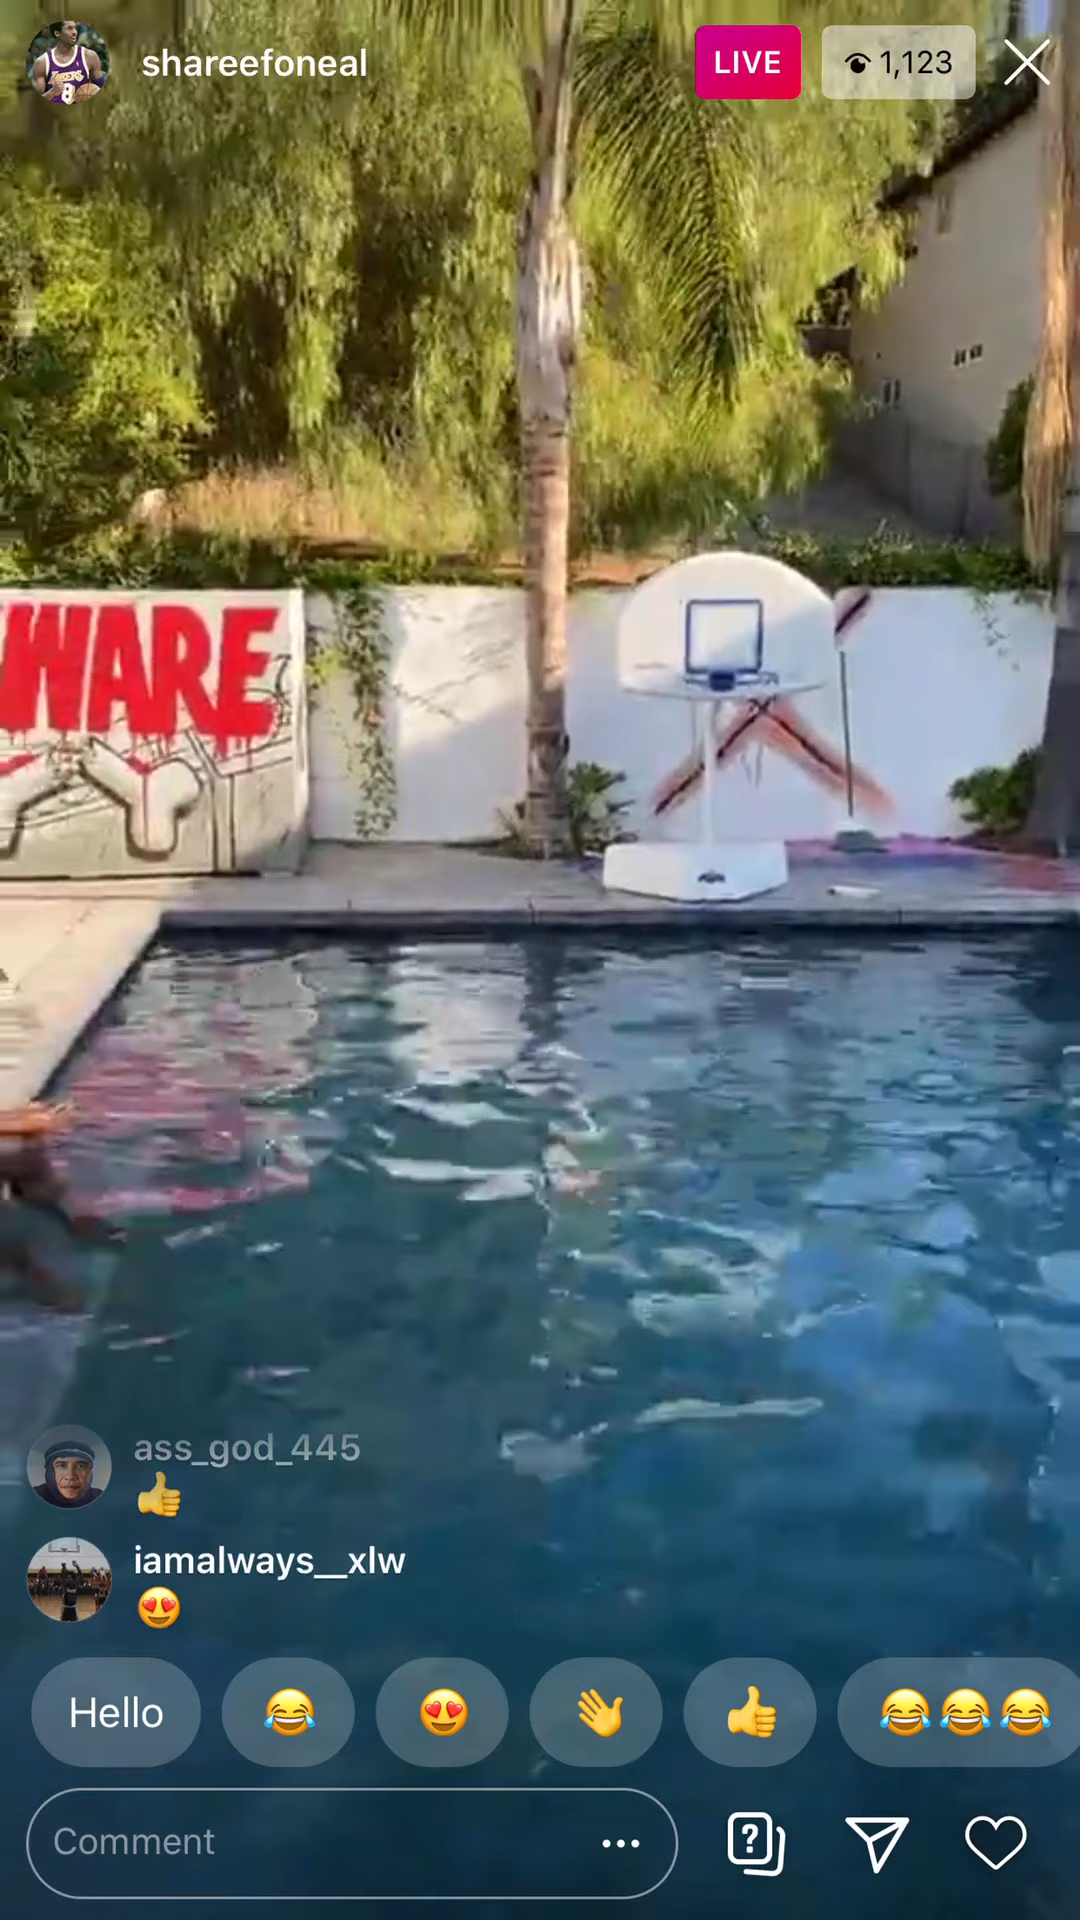 shareefoneal
LIVE
1,123
WARE
ass_god_445
👍
iamalways__xlw
😍
Hello 😂 😍 👋 👍 😂😂😂
Comment